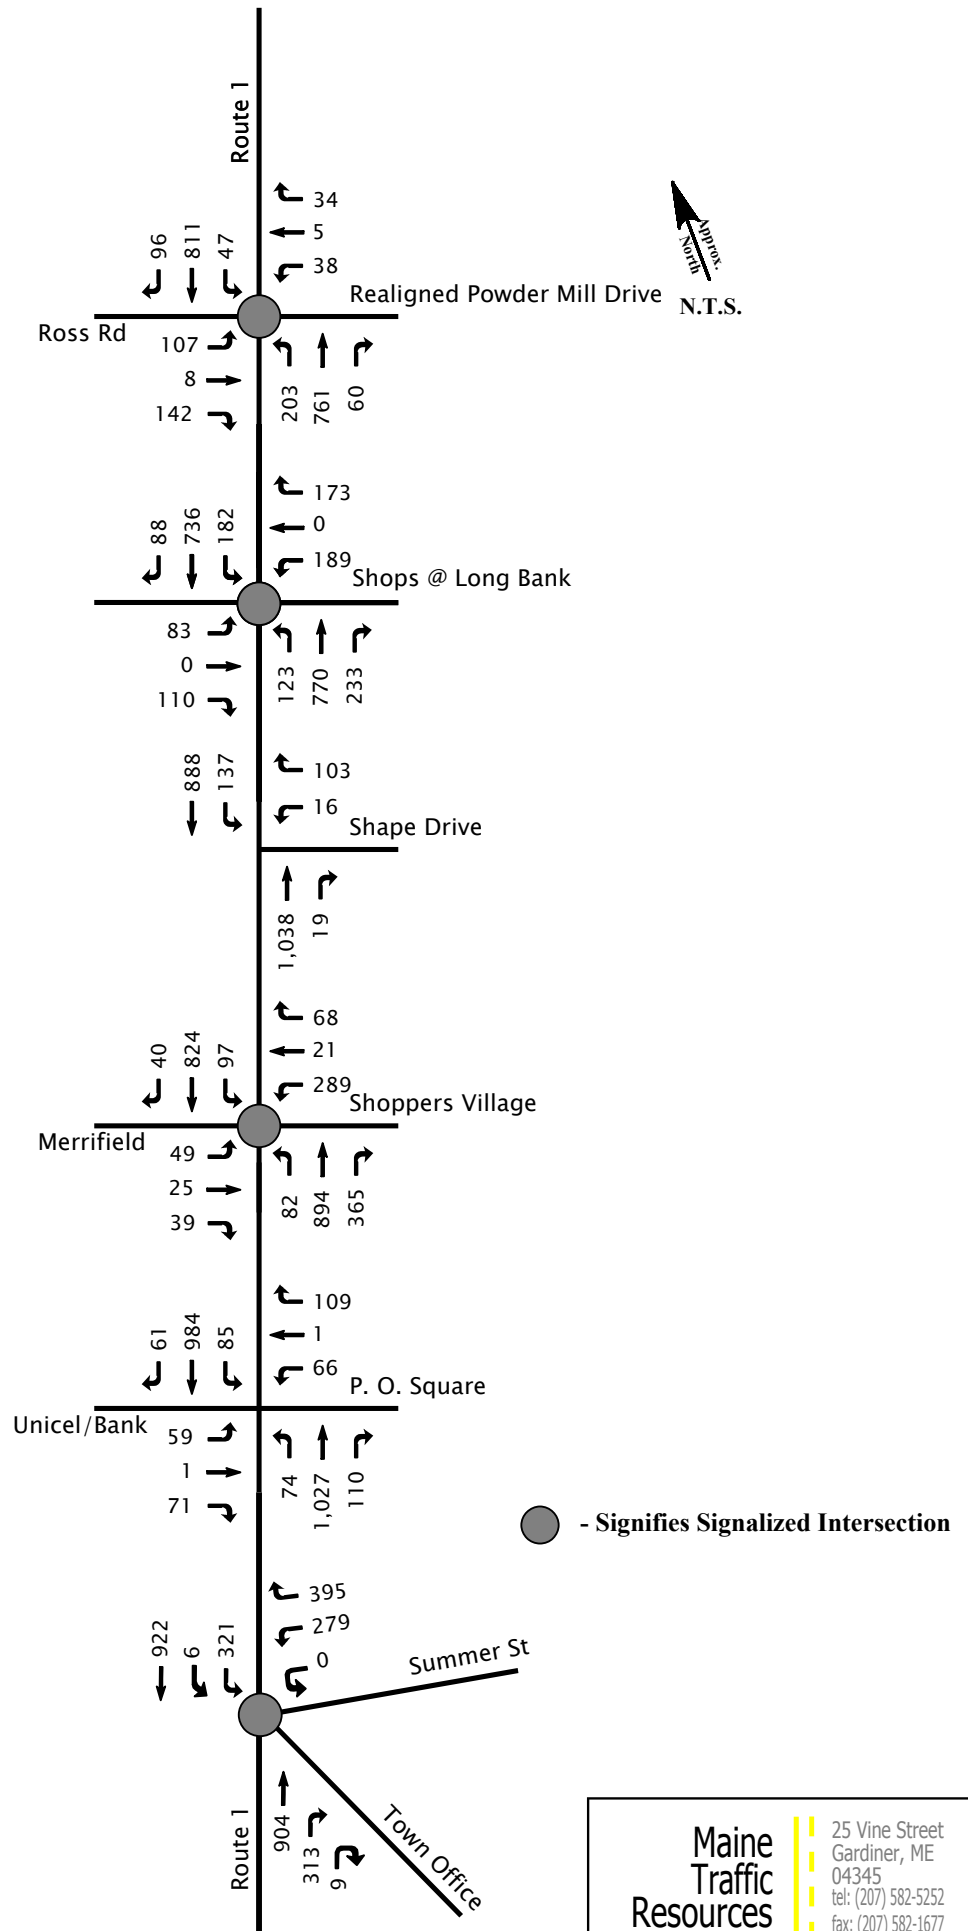 Route 1
34
5
38
96
811
47
Approx.
North
N.T.S.
Realigned Powder Mill Drive
Ross Rd
107
8
142
203
761
60
173
0
189
88
736
182
Shops @ Long Bank
83
0
110
123
770
233
888
137
103
16
Shape Drive
1,038
19
68
21
289
40
824
97
Shoppers Village
Merrifield
49
25
39
82
894
365
109
1
66
61
984
85
P. O. Square
Unicel/Bank
59
1
71
74
1,027
110
- Signifies Signalized Intersection
395
279
0
922
6
321
Summer St
Town Office
904
313
9
Route 1
Maine
Traffic
Resources
25 Vine Street
Gardiner, ME
04345
tel: (207) 582-5252
fax: (207) 582-1677